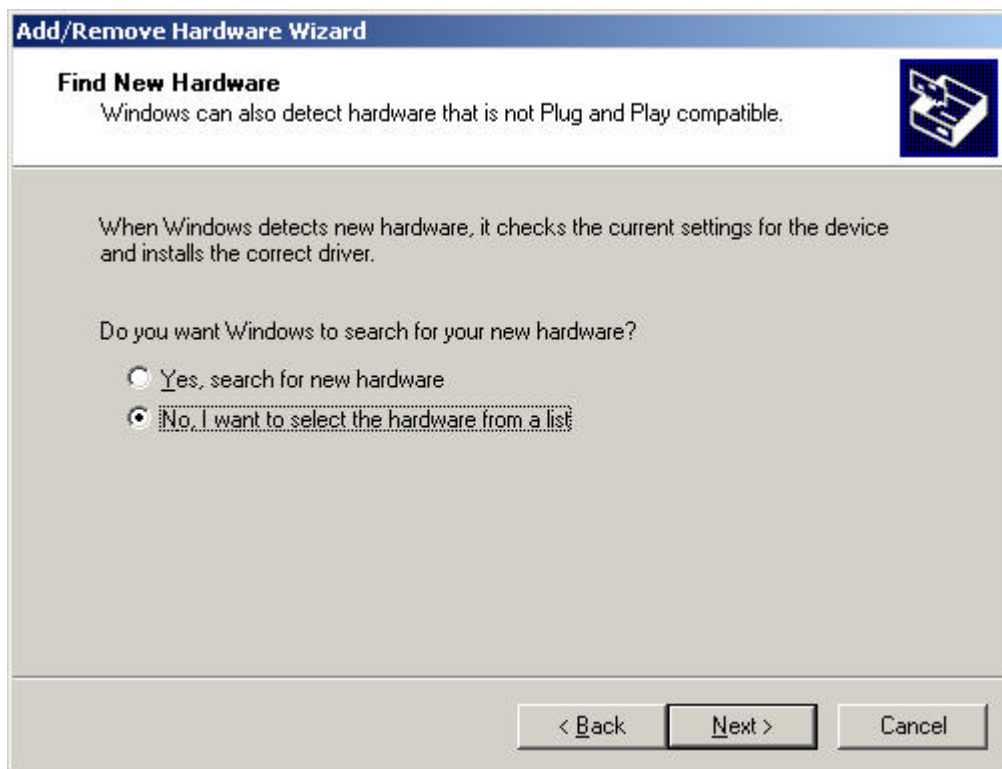 Add/Remove Hardware Wizard
Find New Hardware
Windows can also detect hardware that is not Plug and Play compatible.
When Windows detects new hardware, it checks the current settings for the device
and installs the correct driver.
Do you want Windows to search for your new hardware?
Yes, search for new hardware
No, I want to select the hardware from a list
< Back Next > Cancel